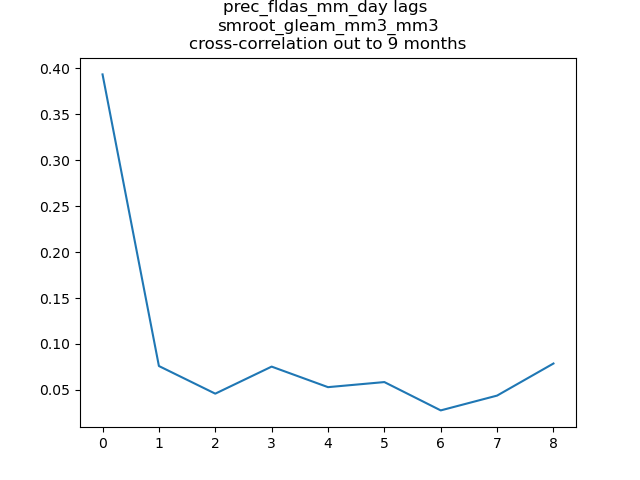 prec_fldas_mm_day lags
smroot_gleam_mm3_mm3
cross-correlation out to 9 months
0.40
0.35
0.30
0.25
0.20
0.15
0.10
0.05
0 1 2 3 4 5 6 7 8